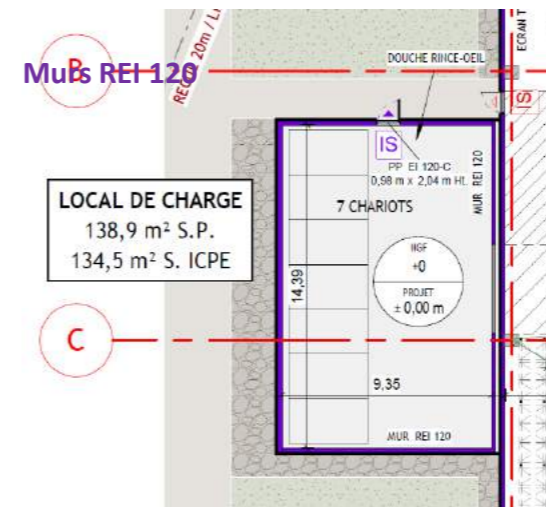 ECRAN T
DOUCHE RINCE-OEIL
B
Murs REI 120
20m / L
IS
IS
PP EI 120-C
0,98 m x 2,04 m Ht.
MUR REI 120
LOCAL DE CHARGE
138,9 m² S.P.
134,5 m² S. ICPE
7 CHARIOTS
NGF
+0
PROJET
± 0,00 m
14,39
C
9,35
MUR REI 120